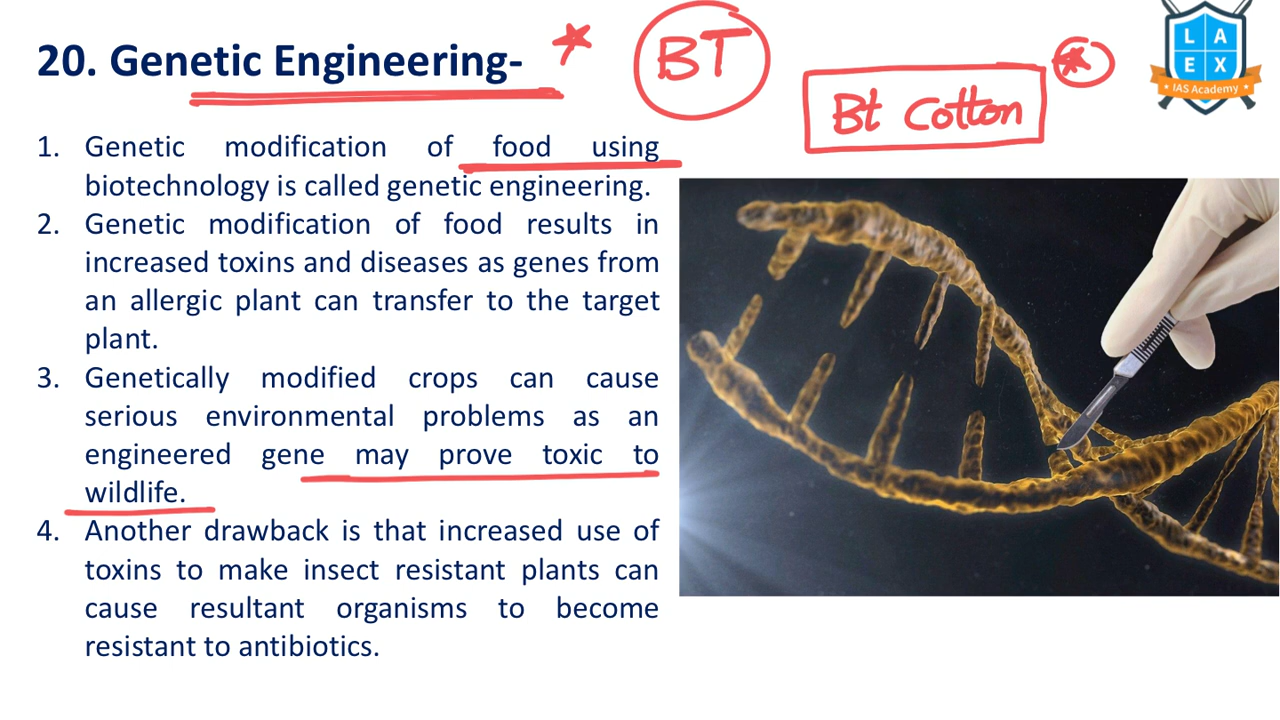 20. Genetic Engineering-
BT
Bt Cotton
L A
E X
IAS Academy
1. Genetic modification of food using
biotechnology is called genetic engineering.
2. Genetic modification of food results in
increased toxins and diseases as genes from
an allergic plant can transfer to the target
plant.
3. Genetically modified crops can cause
serious environmental problems as an
engineered gene may prove toxic to
wildlife.
4. Another drawback is that increased use of
toxins to make insect resistant plants can
cause resultant organisms to become
resistant to antibiotics.